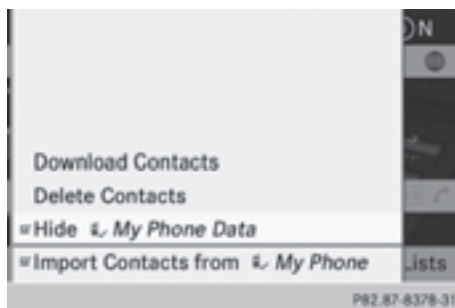 N
Download Contacts
Delete Contacts
Hide My Phone Data
Import Contacts from My Phone
Lists
P82.87-8378-31